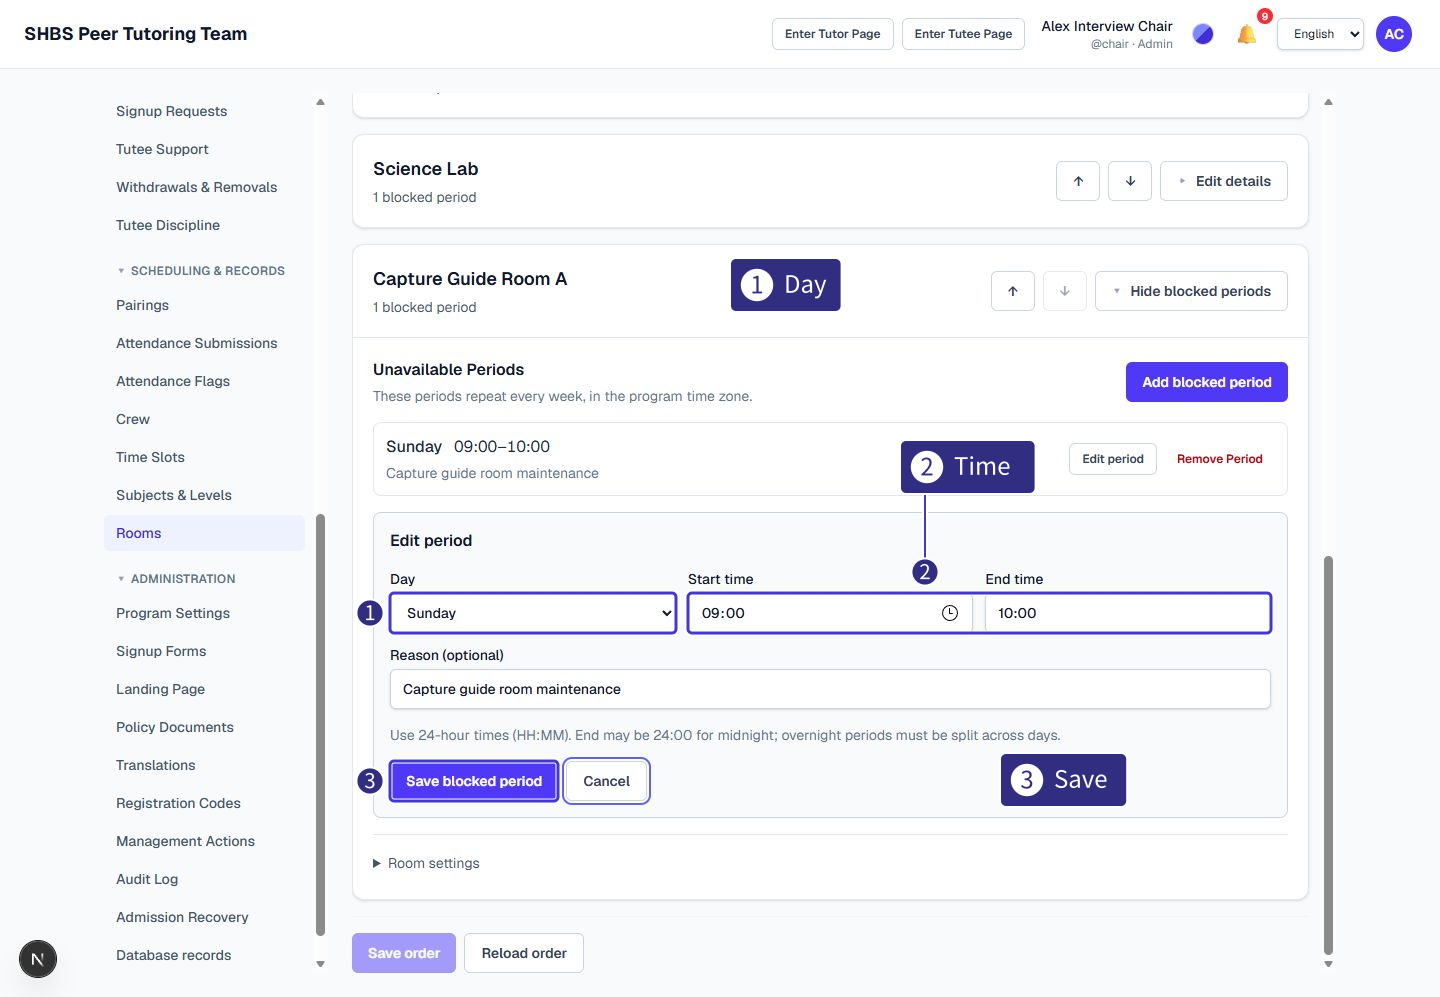 SHBS Peer Tutoring Team
Enter Tutor Page
Enter Tutee Page
Alex Interview Chair
@chair · Admin
9
English
AC
Signup Requests
Tutee Support
Withdrawals & Removals
Tutee Discipline
SCHEDULING & RECORDS
Pairings
Attendance Submissions
Attendance Flags
Crew
Time Slots
Subjects & Levels
Rooms
ADMINISTRATION
Program Settings
Signup Forms
Landing Page
Policy Documents
Translations
Registration Codes
Management Actions
Audit Log
Admission Recovery
Database records
N
Science Lab
1 blocked period
Edit details
Capture Guide Room A
1 blocked period
1 Day
Hide blocked periods
Unavailable Periods
These periods repeat every week, in the program time zone.
Add blocked period
Sunday 09:00–10:00
Capture guide room maintenance
2 Time
Edit period
Remove Period
Edit period
2
Day
Start time
End time
1
Sunday
09:00
10:00
Reason (optional)
Capture guide room maintenance
Use 24-hour times (HH:MM). End may be 24:00 for midnight; overnight periods must be split across days.
3
Save blocked period
Cancel
3 Save
Room settings
Save order
Reload order